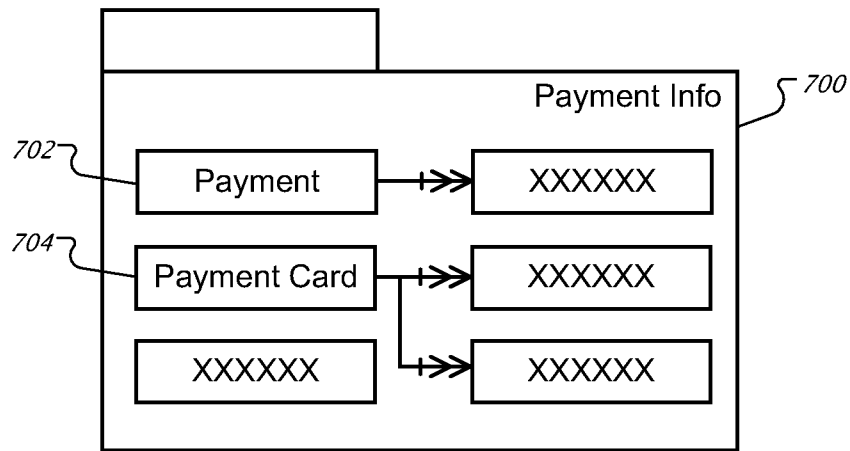 Payment Info
700
702
Payment
XXXXXX
704
Payment Card
XXXXXX
XXXXXX
XXXXXX